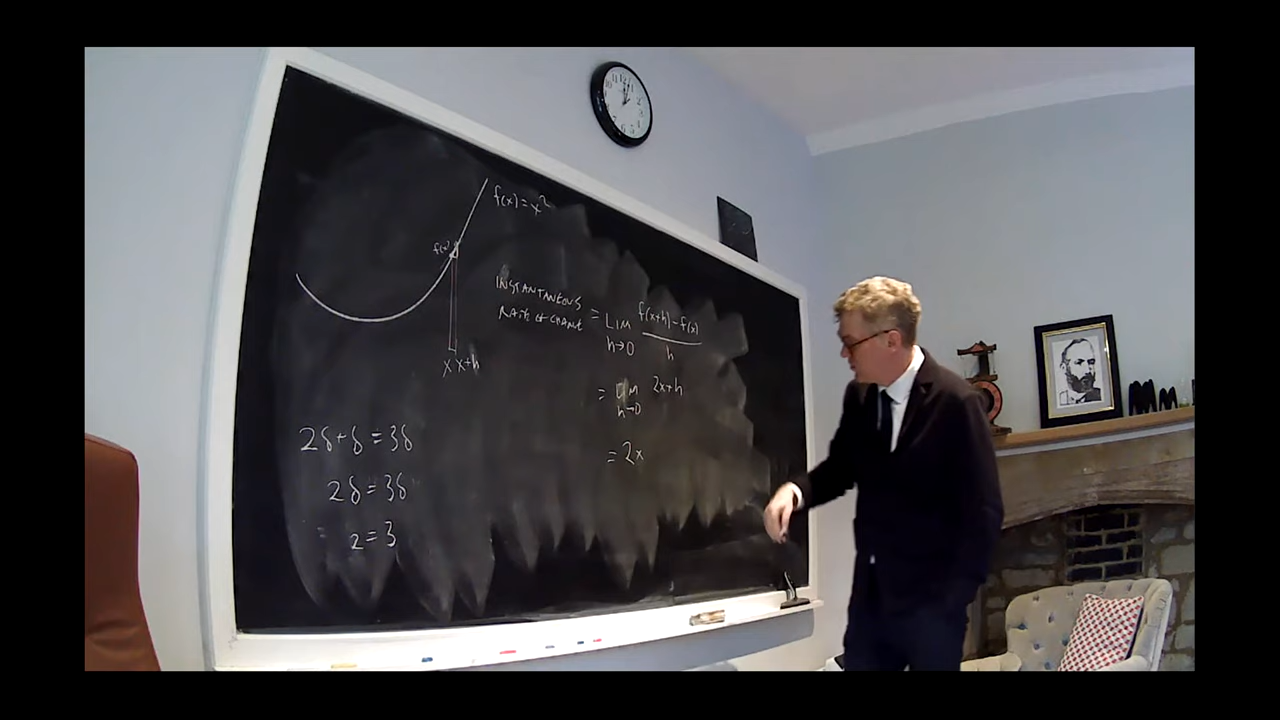 f(x) = x²
f(x)
x x+h
INSTANTANEOUS
RATE OF CHANGE = Lim h→0 f(x+h) - f(x) / h
= Lim h→0 2x+h
= 2x
2δ + δ = 3δ
2δ = 3δ
2 = 3